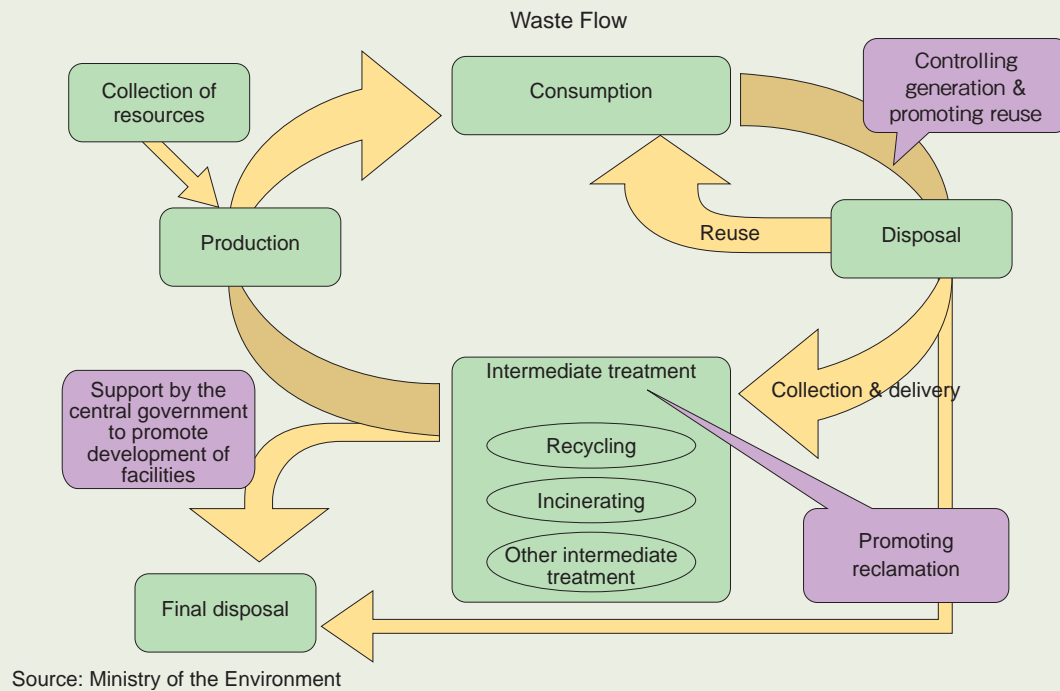 Waste Flow
Collection of
resources
Consumption
Controlling
generation &
promoting reuse
Production
Reuse
Disposal
Support by the
central government
to promote
development of
facilities
Intermediate treatment
Collection & delivery
Recycling
Incinerating
Other intermediate
treatment
Promoting
reclamation
Final disposal
Source: Ministry of the Environment